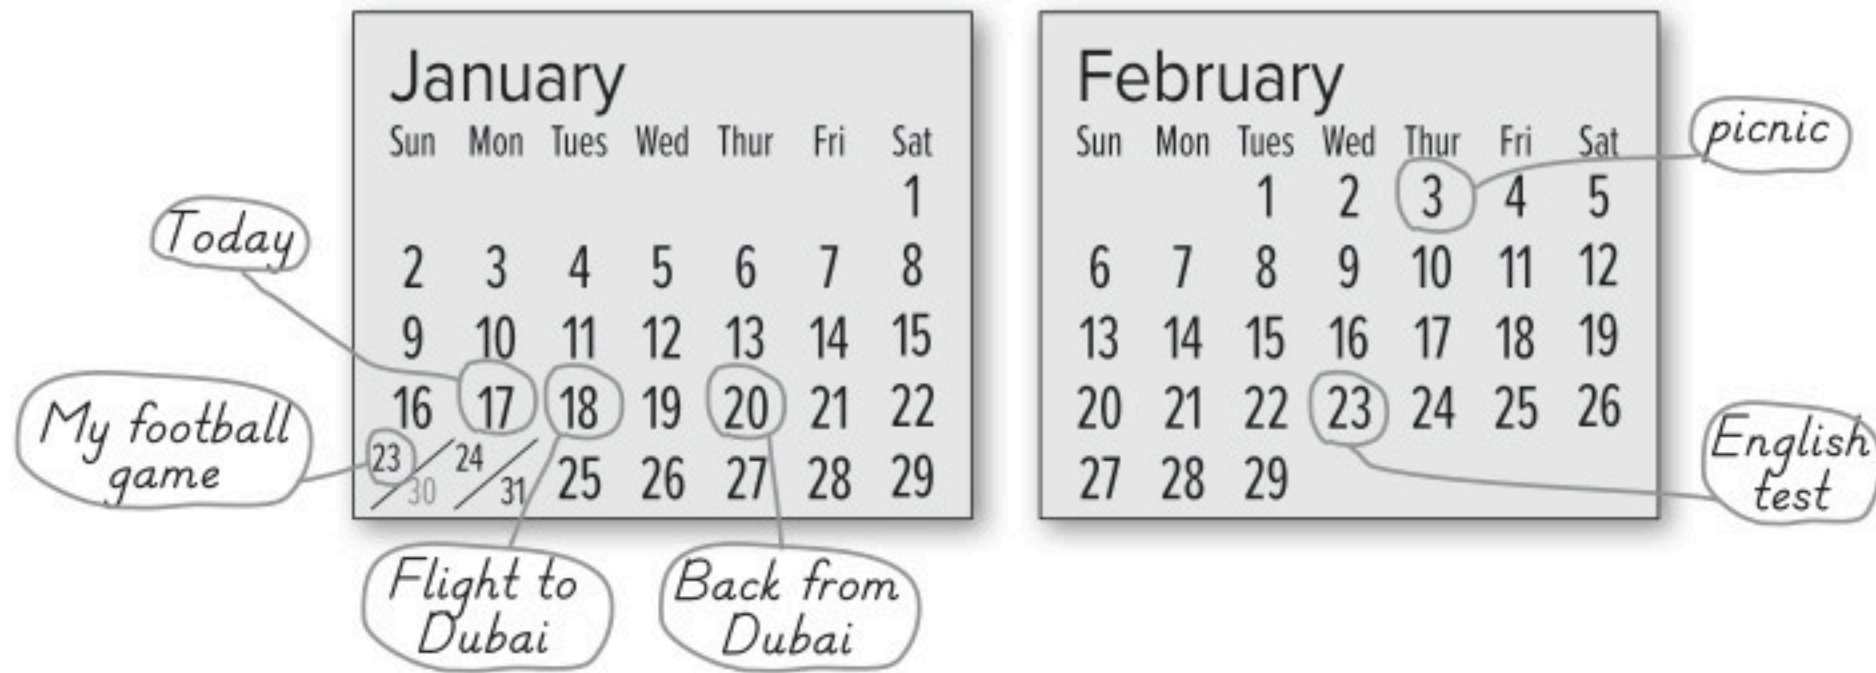 January
Sun Mon Tues Wed Thur Fri Sat
1
2 3 4 5 6 7 8
9 10 11 12 13 14 15
16 17 18 19 20 21 22
23/30 24/31 25 26 27 28 29
February
Sun Mon Tues Wed Thur Fri Sat
1 2 3 4 5
6 7 8 9 10 11 12
13 14 15 16 17 18 19
20 21 22 23 24 25 26
27 28 29
Today
My football
game
Flight to
Dubai
Back from
Dubai
picnic
English
test